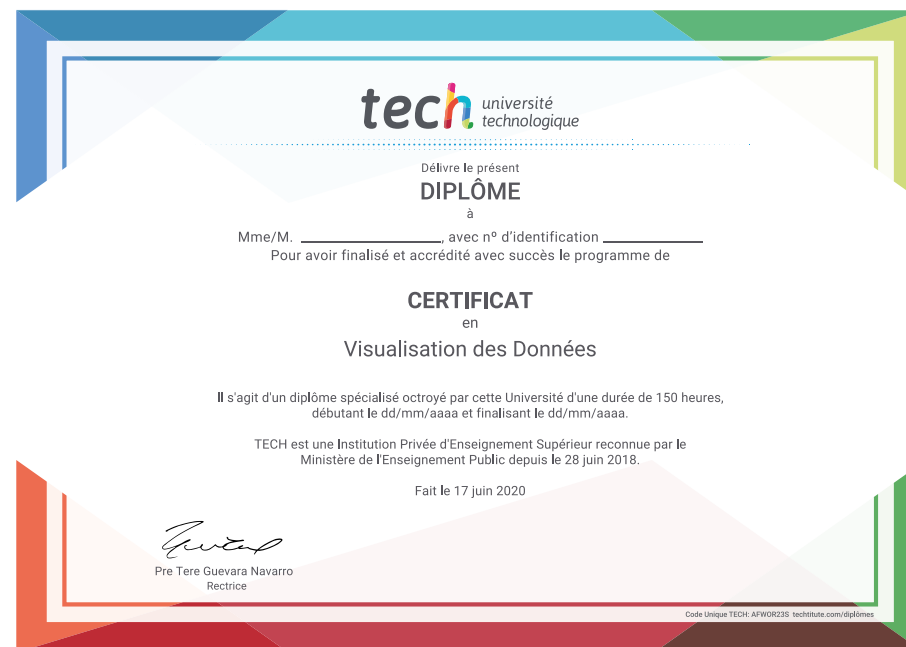 tech université
technologique
Délivre le présent
DIPLÔME
à
Mme/M. ____________________, avec nº d'identification ______________
Pour avoir finalisé et accrédité avec succès le programme de
CERTIFICAT
en
Visualisation des Données
Il s'agit d'un diplôme spécialisé octroyé par cette Université d'une durée de 150 heures,
débutant le dd/mm/aaaa et finalisant le dd/mm/aaaa.
TECH est une Institution Privée d'Enseignement Supérieur reconnue par le
Ministère de l'Enseignement Public depuis le 28 juin 2018.
Fait le 17 juin 2020
Pre Tere Guevara Navarro
Rectrice
Code Unique TECH: AFWOR23S techtitute.com/diplômes